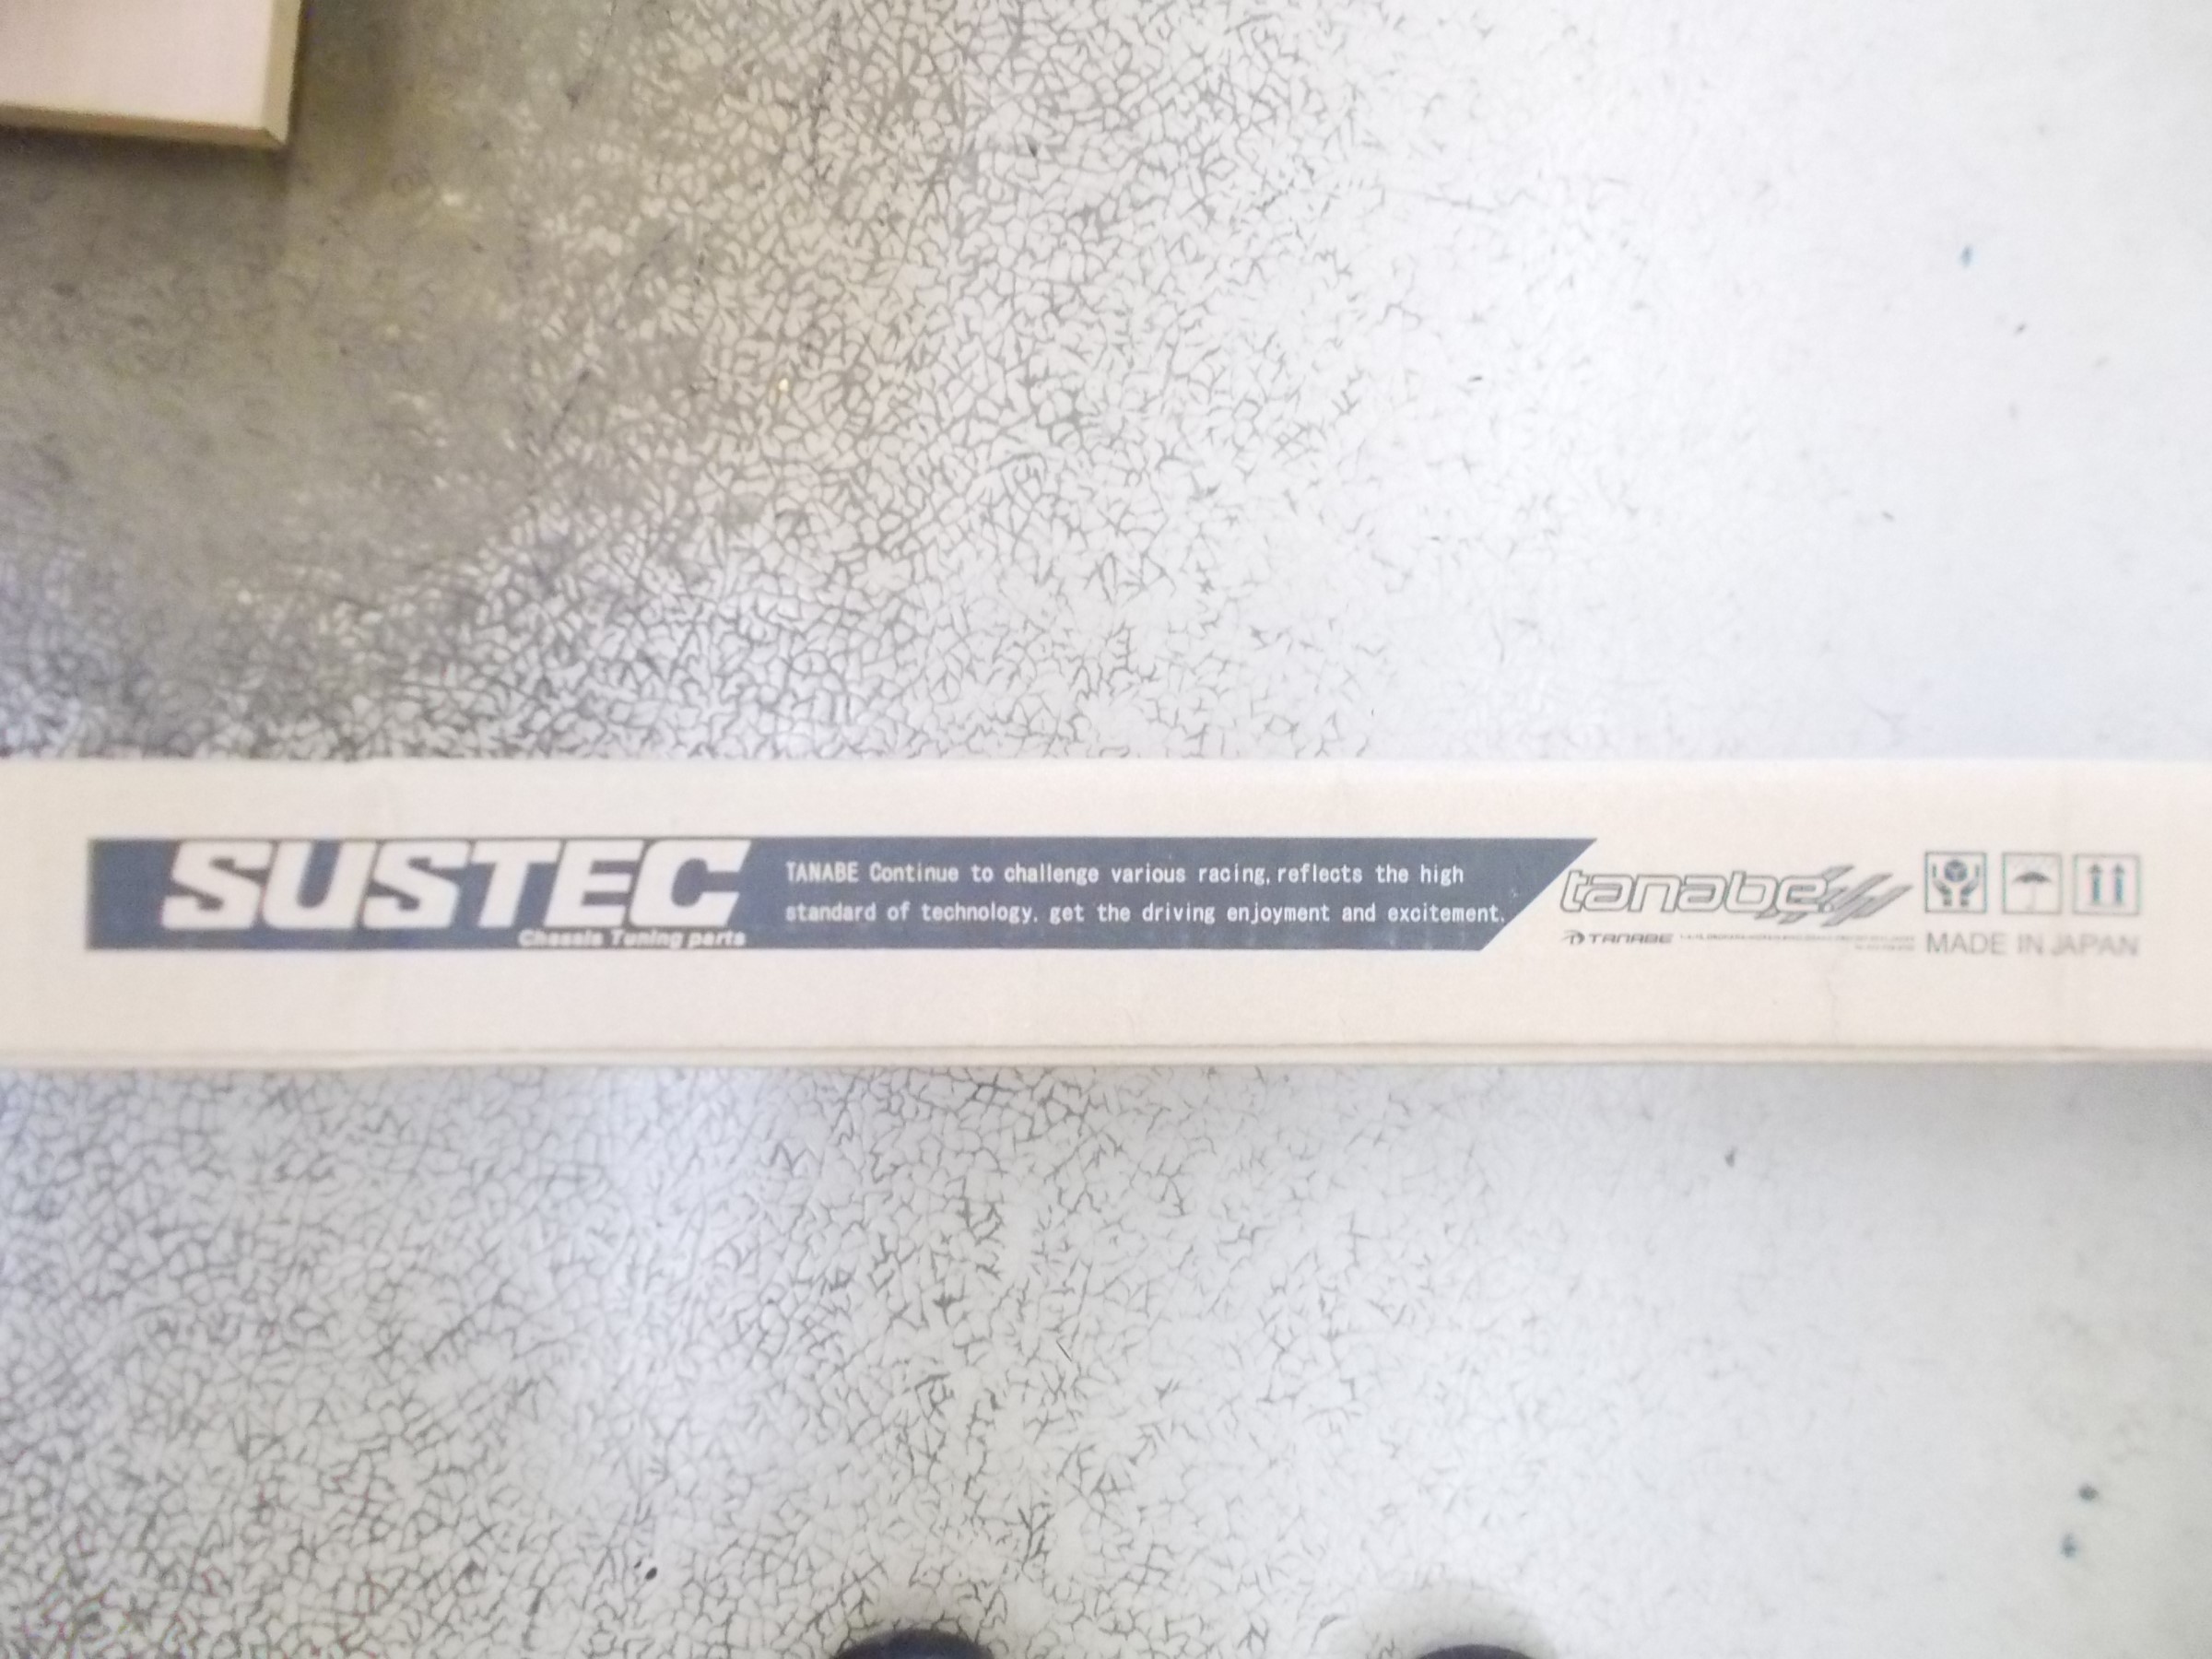 SUSTEC
Chassis Tuning parts
TANABE Continue to challenge various racing, reflects the high
standard of technology, get the driving enjoyment and excitement.
tanabe
TANABE
MADE IN JAPAN